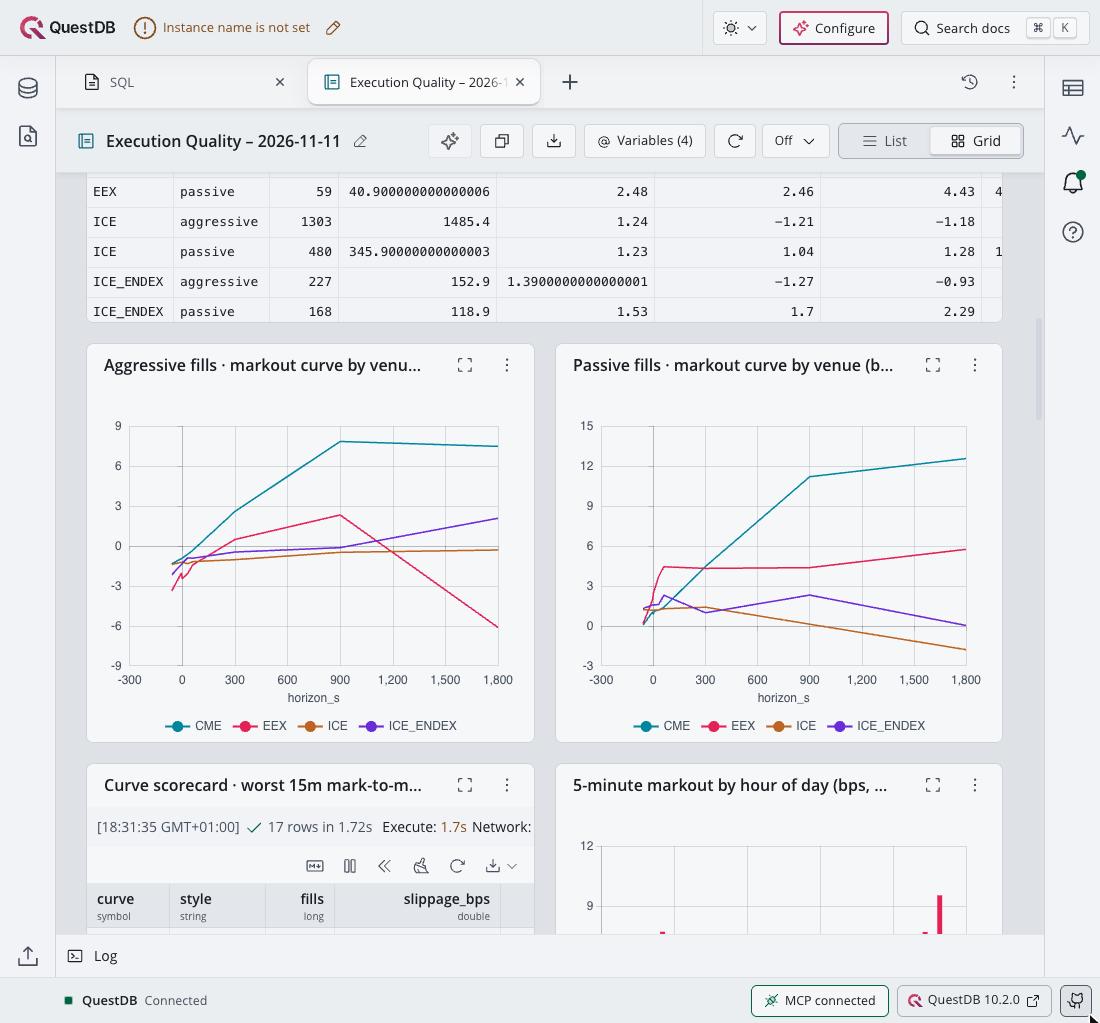 QuestDB Instance name is not set Configure Search docs ⌘ K
SQL Execution Quality – 2026-1
Execution Quality – 2026-11-11 @ Variables (4) Off List Grid
EEX passive 59 40.900000000000006 2.48 2.46 4.43 4
ICE aggressive 1303 1485.4 1.24 −1.21 −1.18
ICE passive 480 345.90000000000003 1.23 1.04 1.28 1
ICE_ENDEX aggressive 227 152.9 1.3900000000000001 −1.27 −0.93
ICE_ENDEX passive 168 118.9 1.53 1.7 2.29
Aggressive fills · markout curve by venu...
9
6
3
0
-3
-6
-9
-300 0 300 600 900 1,200 1,500 1,800
horizon_s
CME EEX ICE ICE_ENDEX
Passive fills · markout curve by venue (b...
15
12
9
6
3
0
-3
-300 0 300 600 900 1,200 1,500 1,800
horizon_s
CME EEX ICE ICE_ENDEX
Curve scorecard · worst 15m mark-to-m...
[18:31:35 GMT+01:00] 17 rows in 1.72s Execute: 1.7s Network:
M↓
curve style fills slippage_bps
symbol string long double
5-minute markout by hour of day (bps, ...
12
9
Log
QuestDB Connected MCP connected QuestDB 10.2.0